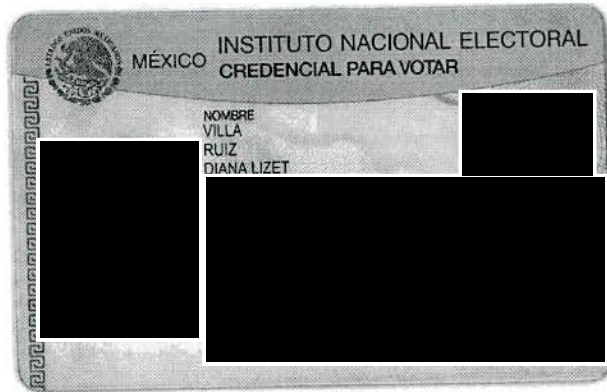 MÉXICO
INSTITUTO NACIONAL ELECTORAL
CREDENCIAL PARA VOTAR
NOMBRE
VILLA
RUIZ
DIANA LIZET